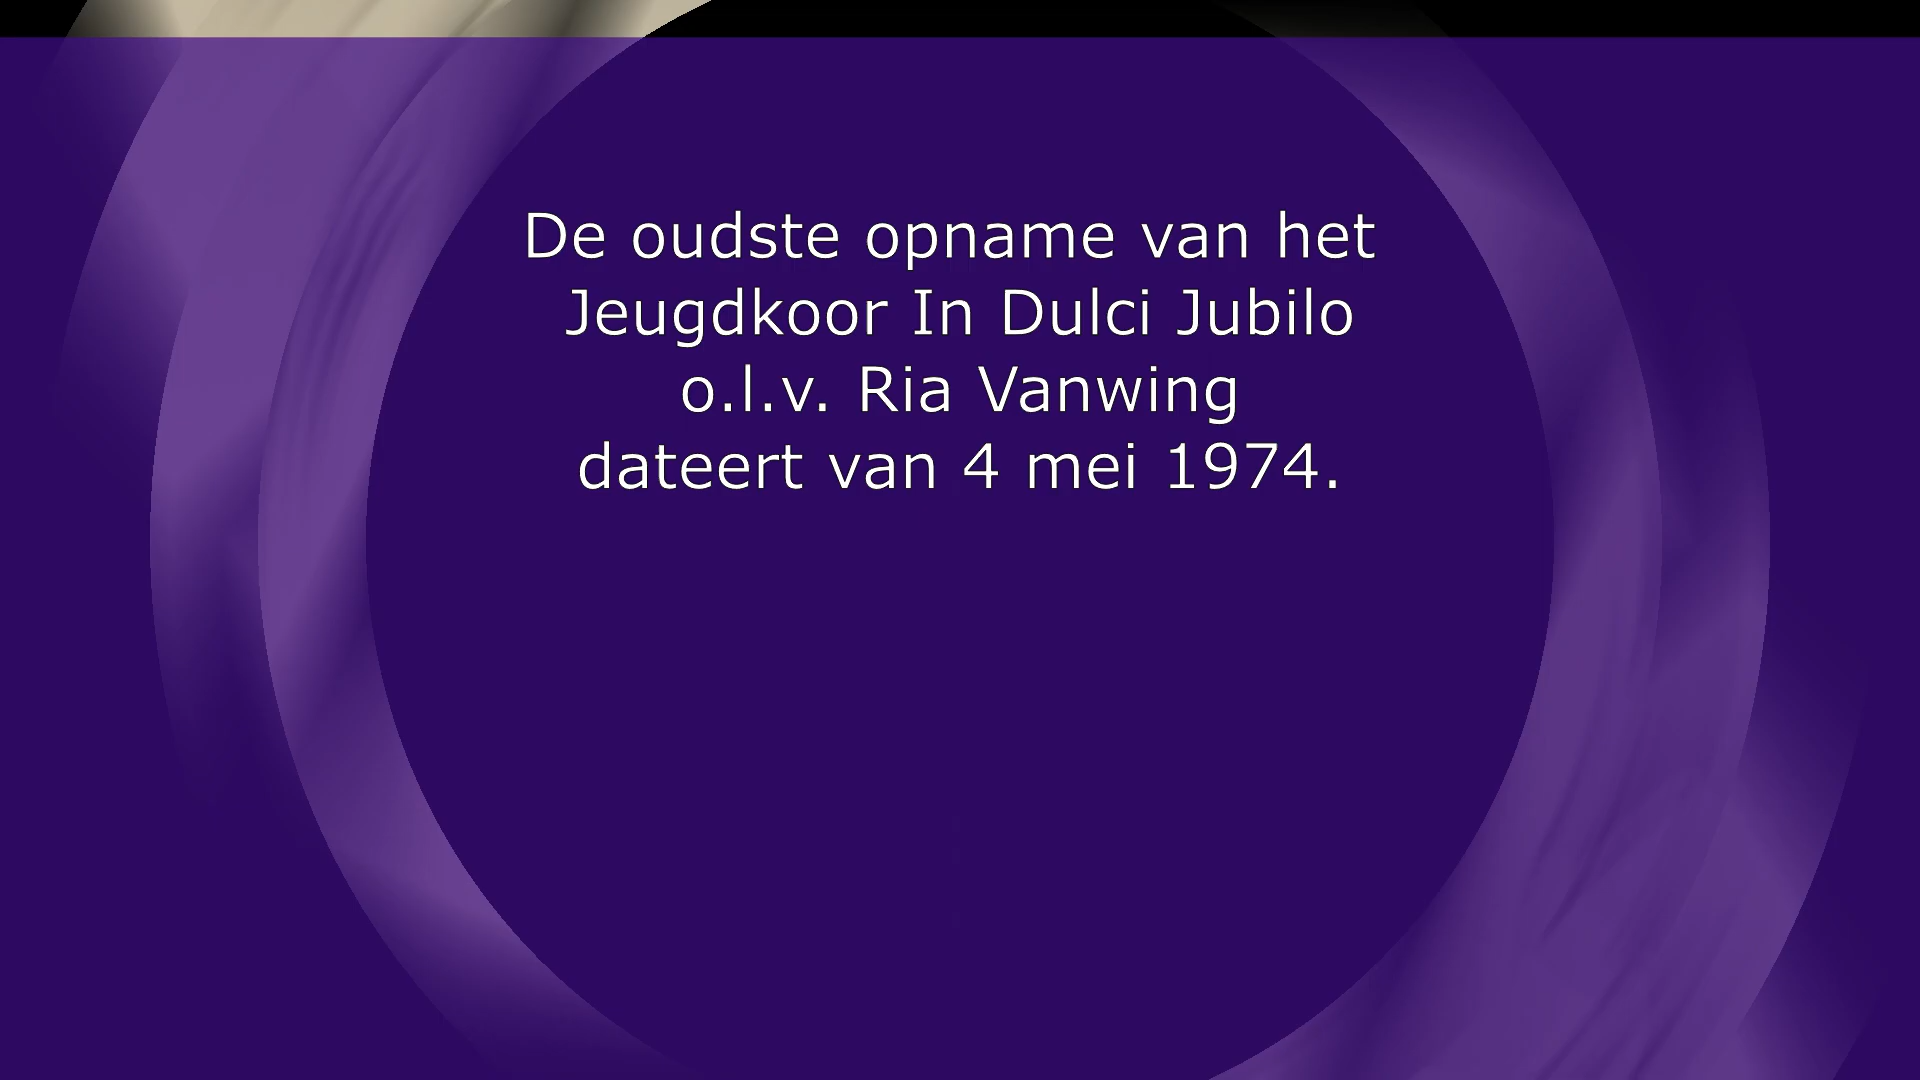 De oudste opname van het
Jeugdkoor In Dulci Jubilo
o.l.v. Ria Vanwing
dateert van 4 mei 1974.